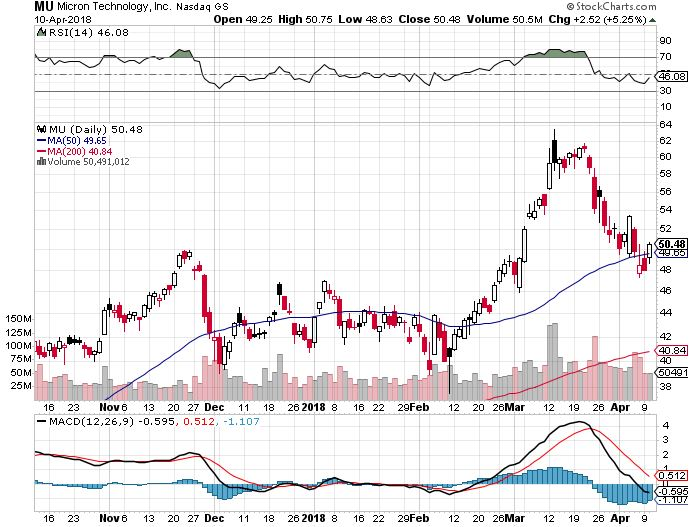 MU Micron Technology, Inc. Nasdaq GS © StockCharts.com
10-Apr-2018 Open 49.25 High 50.75 Low 48.63 Close 50.48 Volume 50.5M Chg +2.52 (+5.25%)
RSI(14) 46.08
90
70
50
46.08
30
10
MU (Daily) 50.48
MA(50) 49.65
MA(200) 40.84
Volume 50,491,012
64
62
60
58
56
54
52
50.48
49.65
48
46
44
42
40.84
40
50491
38
150M
125M
100M
75M
50M
25M
16 23 Nov 6 13 20 27 Dec 11 18 26 2018 8 16 22 29 Feb 12 20 26 Mar 12 19 26 Apr 9
MACD(12,26,9) -0.595, 0.512, -1.107
4
3
2
1
0.512
-0.595
-1.107
16 23 Nov 6 13 20 27 Dec 11 18 26 2018 8 16 22 29 Feb 12 20 26 Mar 12 19 26 Apr 9